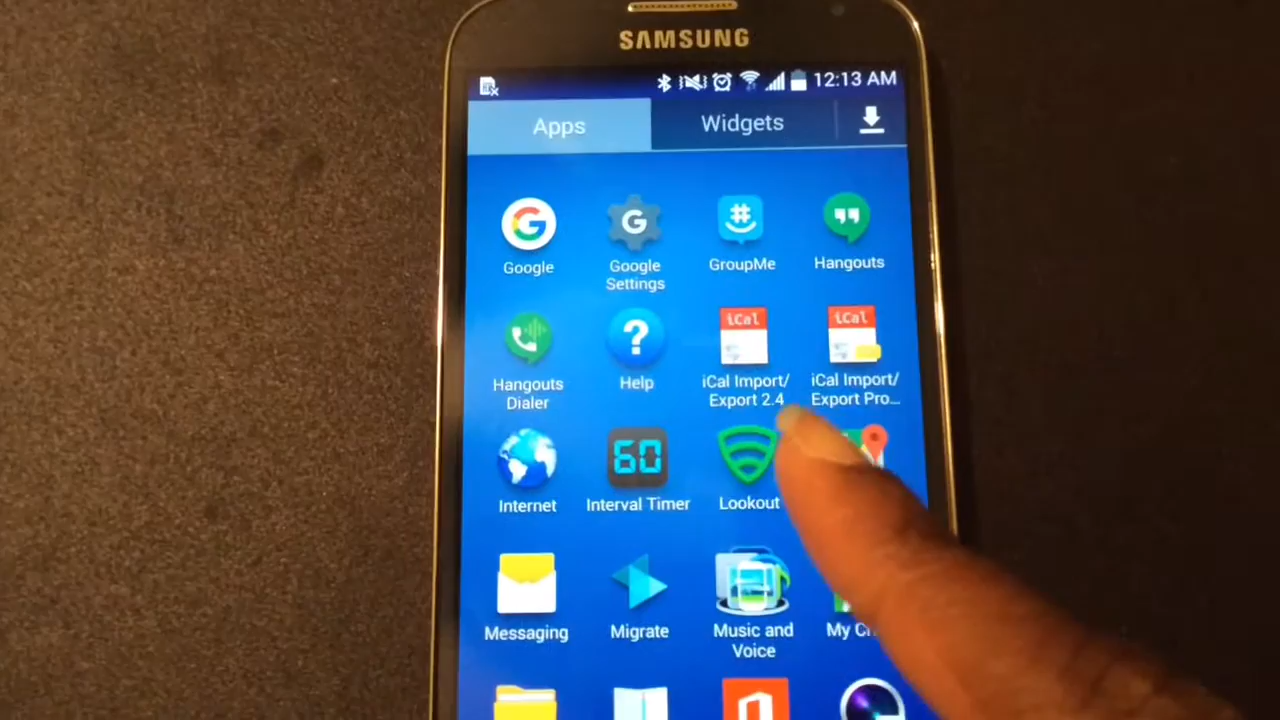 SAMSUNG
12:13 AM
Apps
Widgets
G
G
#
Google
Google
Settings
GroupMe
Hangouts
iCal
iCal
?
Hangouts
Dialer
Help
iCal Import/
Export 2.4
iCal Import/
Export Pro...
60
Internet
Interval Timer
Lookout
Messaging
Migrate
Music and
Voice
My